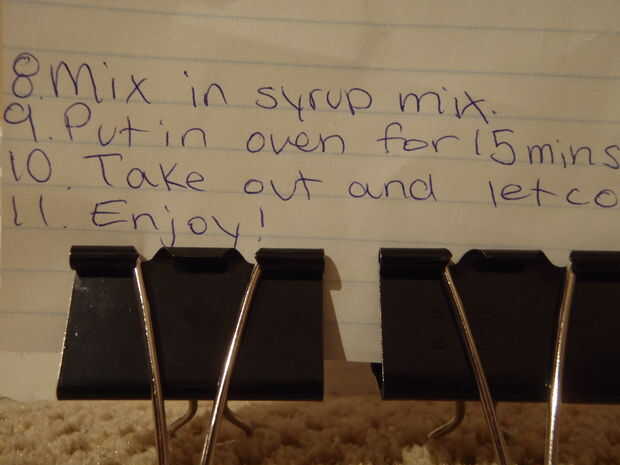 8. Mix in syrup mix.
9. Put in oven for 15 mins
10. Take out and let co
11. Enjoy!